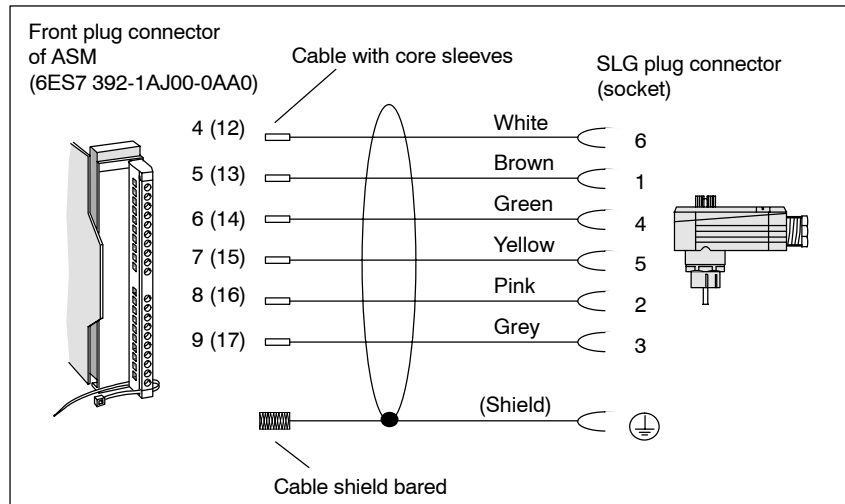 Front plug connector
of ASM
(6ES7 392-1AJ00-0AA0)
Cable with core sleeves
SLG plug connector
(socket)
4 (12) White 6
5 (13) Brown 1
6 (14) Green 4
7 (15) Yellow 5
8 (16) Pink 2
9 (17) Grey 3
(Shield)
Cable shield bared